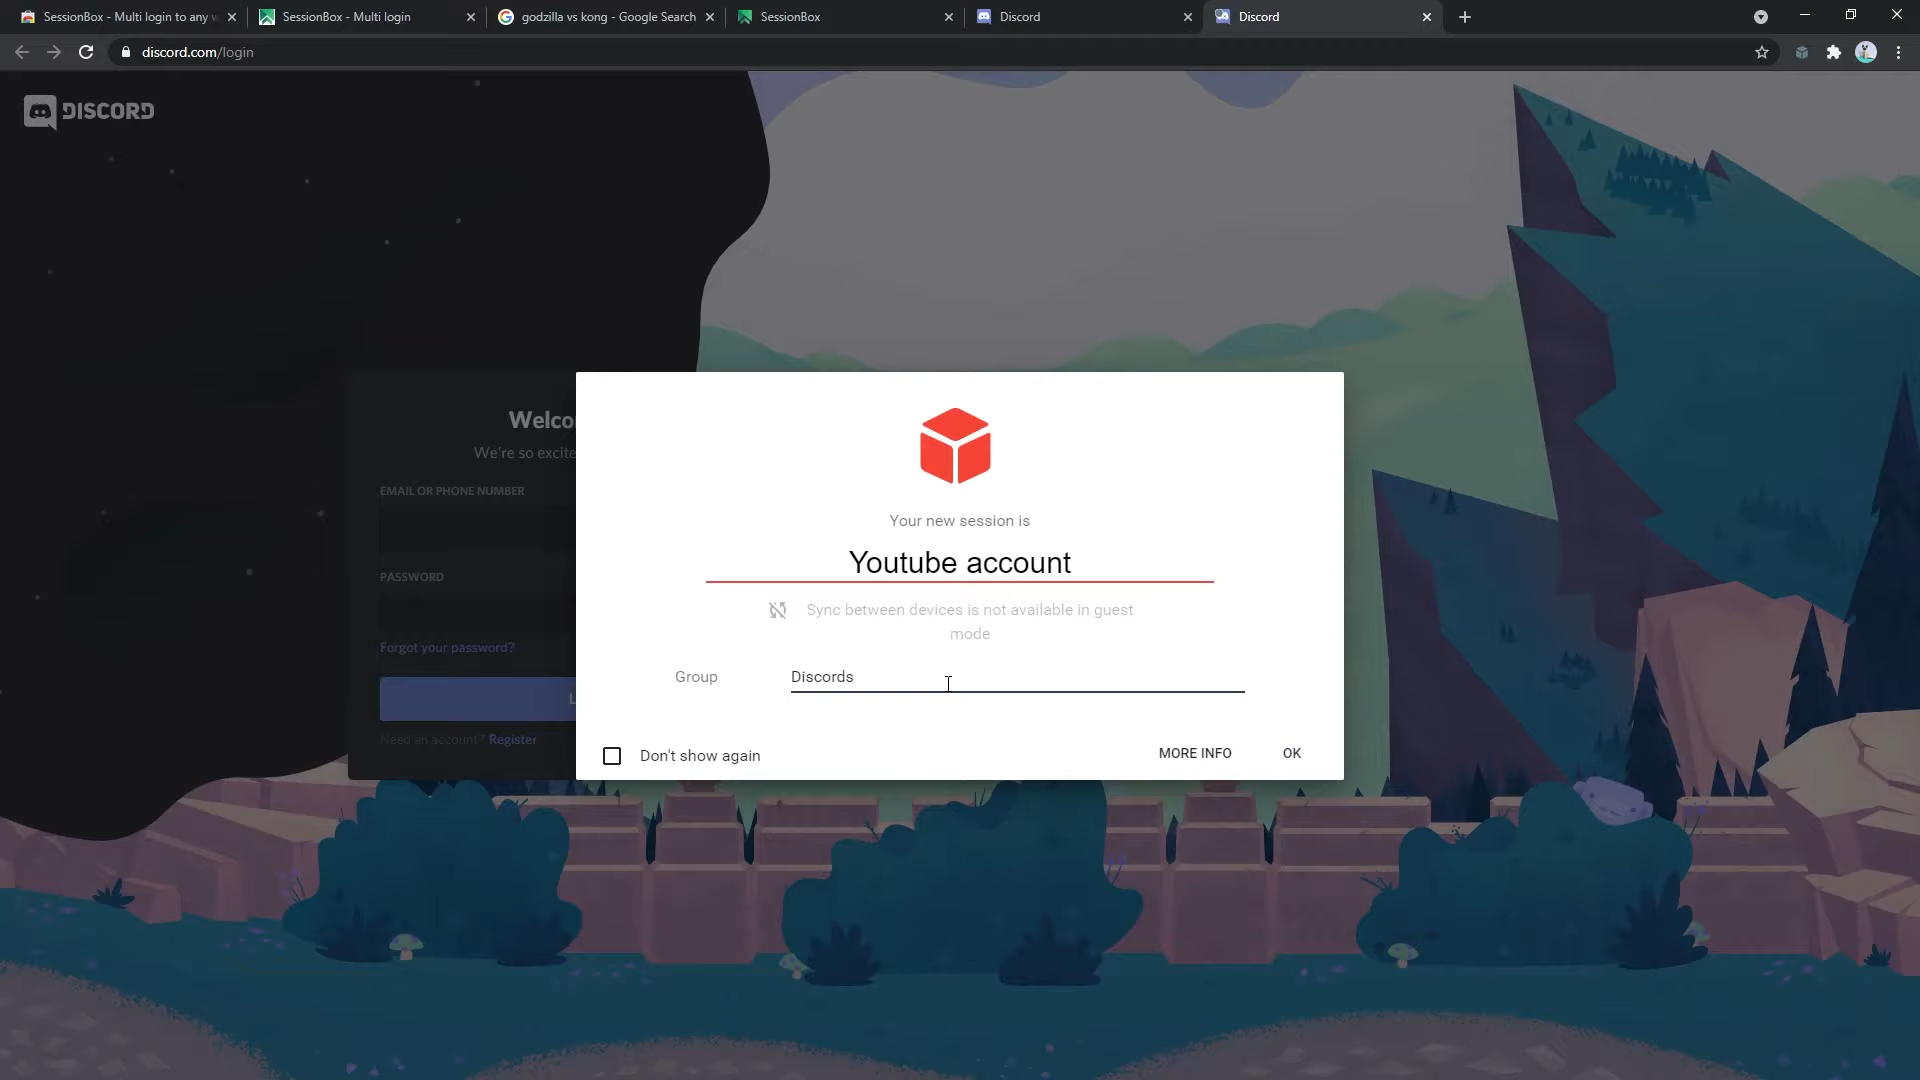 SessionBox - Multi login to any w
SessionBox - Multi login
godzilla vs kong - Google Search
SessionBox
Discord
Discord
discord.com/login
DISCORD
Welco
We're so excite
EMAIL OR PHONE NUMBER
PASSWORD
Forgot your password?
L
Need an account? Register
Your new session is
Youtube account
Sync between devices is not available in guest
mode
Group
Discords
Don't show again
MORE INFO
OK